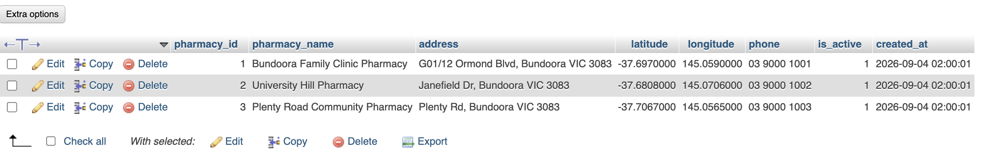 Extra options
pharmacy_id pharmacy_name address latitude longitude phone is_active created_at
Edit Copy Delete 1 Bundoora Family Clinic Pharmacy G01/12 Ormond Blvd, Bundoora VIC 3083 -37.6970000 145.0590000 03 9000 1001 1 2026-09-04 02:00:01
Edit Copy Delete 2 University Hill Pharmacy Janefield Dr, Bundoora VIC 3083 -37.6808000 145.0706000 03 9000 1002 1 2026-09-04 02:00:01
Edit Copy Delete 3 Plenty Road Community Pharmacy Plenty Rd, Bundoora VIC 3083 -37.7067000 145.0565000 03 9000 1003 1 2026-09-04 02:00:01
Check all With selected: Edit Copy Delete Export